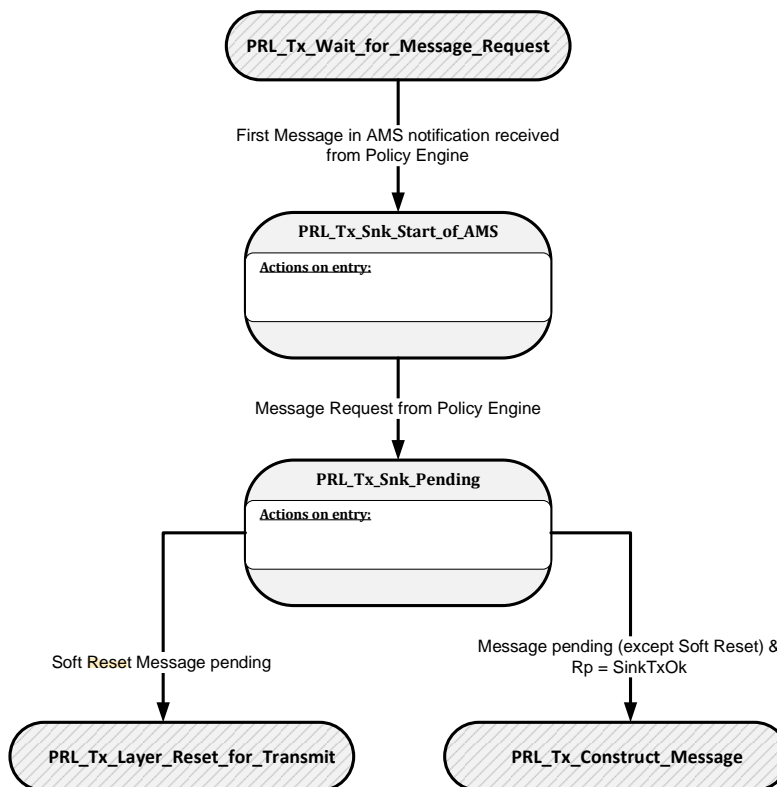 PRL_Tx_Wait_for_Message_Request
First Message in AMS notification received
from Policy Engine
PRL_Tx_Snk_Start_of_AMS
Actions on entry:
Message Request from Policy Engine
PRL_Tx_Snk_Pending
Actions on entry:
Soft Reset Message pending
Message pending (except Soft Reset) &
Rp = SinkTxOk
PRL_Tx_Layer_Reset_for_Transmit
PRL_Tx_Construct_Message